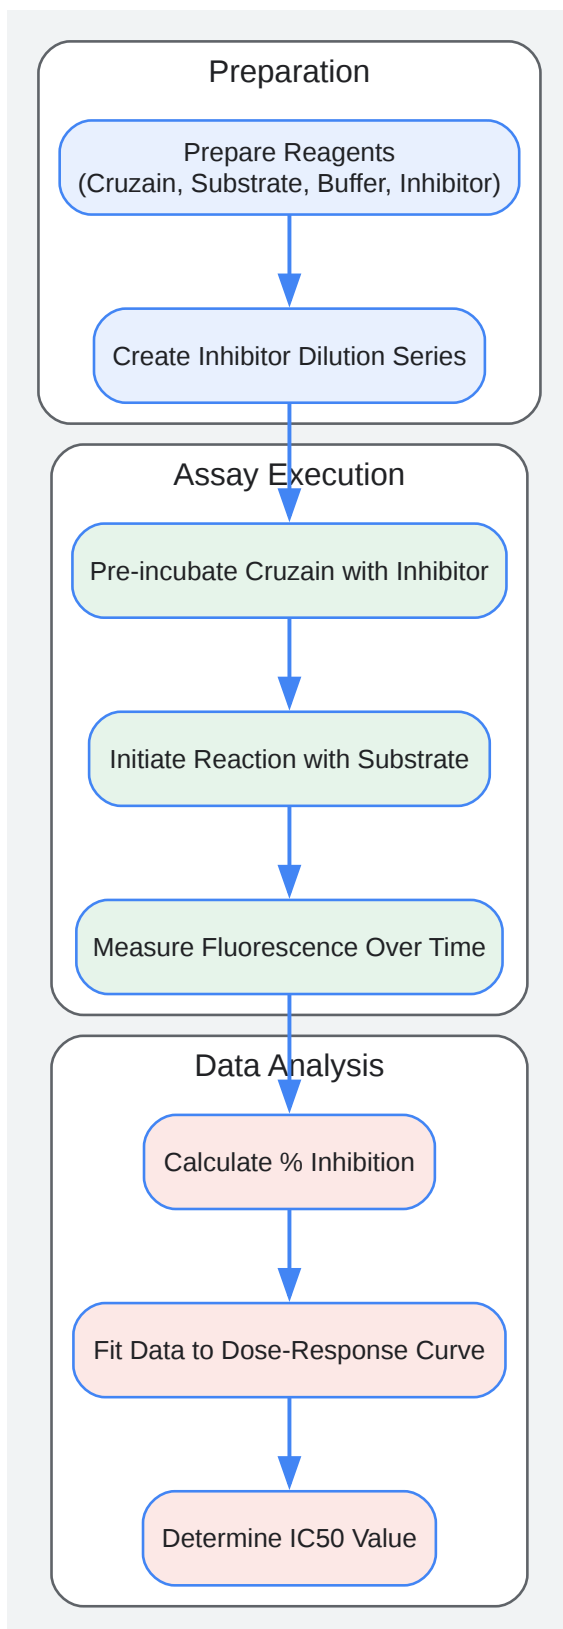 Preparation
Prepare Reagents
(Cruzain, Substrate, Buffer, Inhibitor)
Create Inhibitor Dilution Series
Assay Execution
Pre-incubate Cruzain with Inhibitor
Initiate Reaction with Substrate
Measure Fluorescence Over Time
Data Analysis
Calculate % Inhibition
Fit Data to Dose-Response Curve
Determine IC50 Value